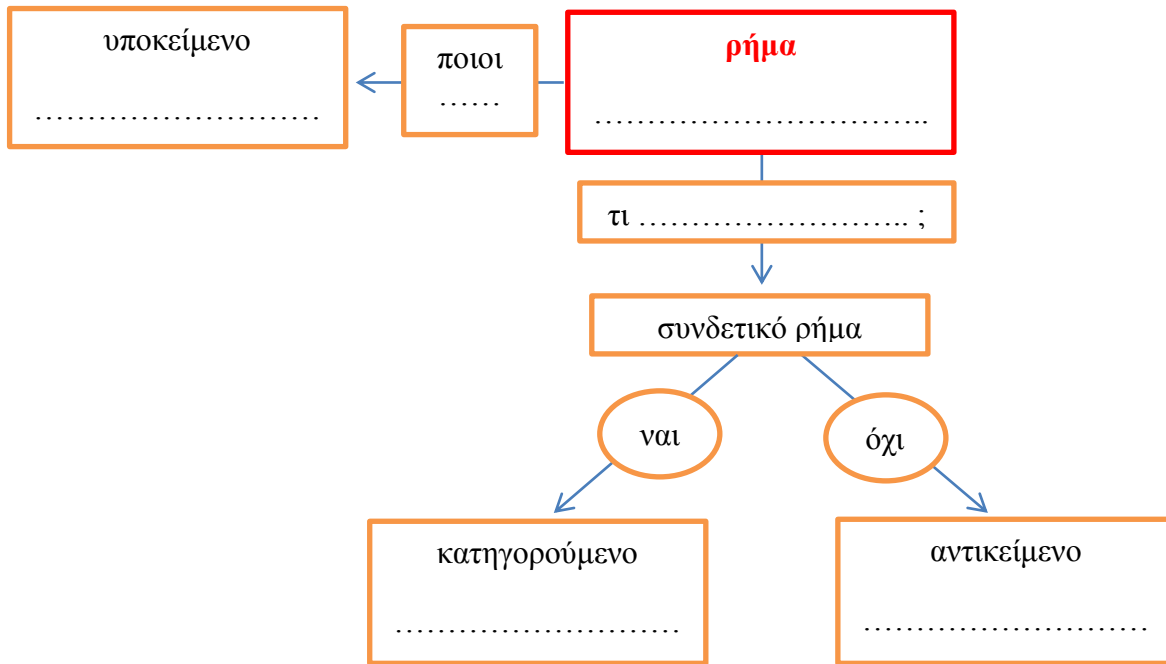 υποκείμενο
………………………
ποιοι
……
ρήμα
…………………………..
τι …………………….. ;
συνδετικό ρήμα
ναι
όχι
κατηγορούμενο
………………………
αντικείμενο
………………………